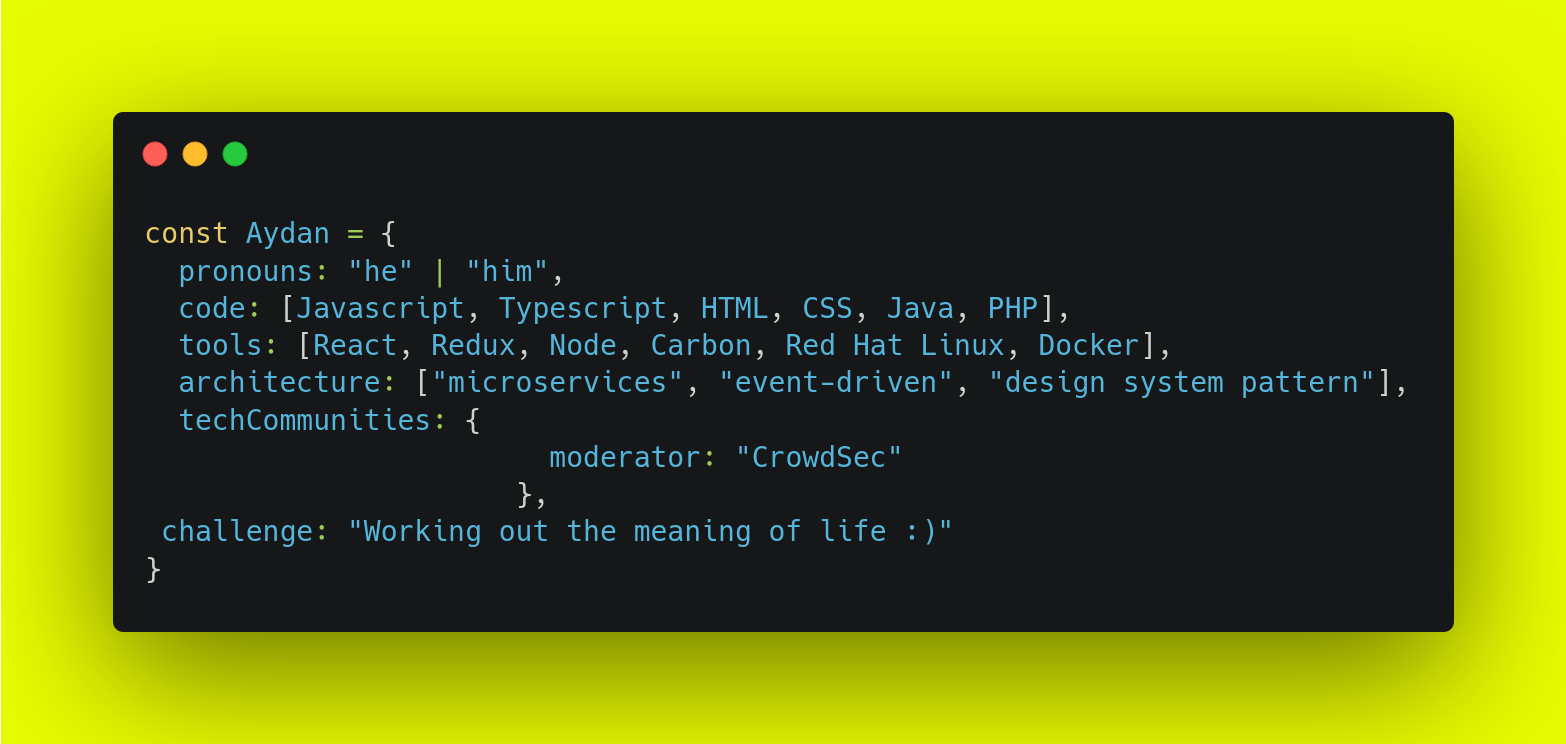 const Aydan = {
  pronouns: "he" | "him",
  code: [Javascript, Typescript, HTML, CSS, Java, PHP],
  tools: [React, Redux, Node, Carbon, Red Hat Linux, Docker],
  architecture: ["microservices", "event-driven", "design system pattern"],
  techCommunities: {
                        moderator: "CrowdSec"
                      },
 challenge: "Working out the meaning of life :)"
}